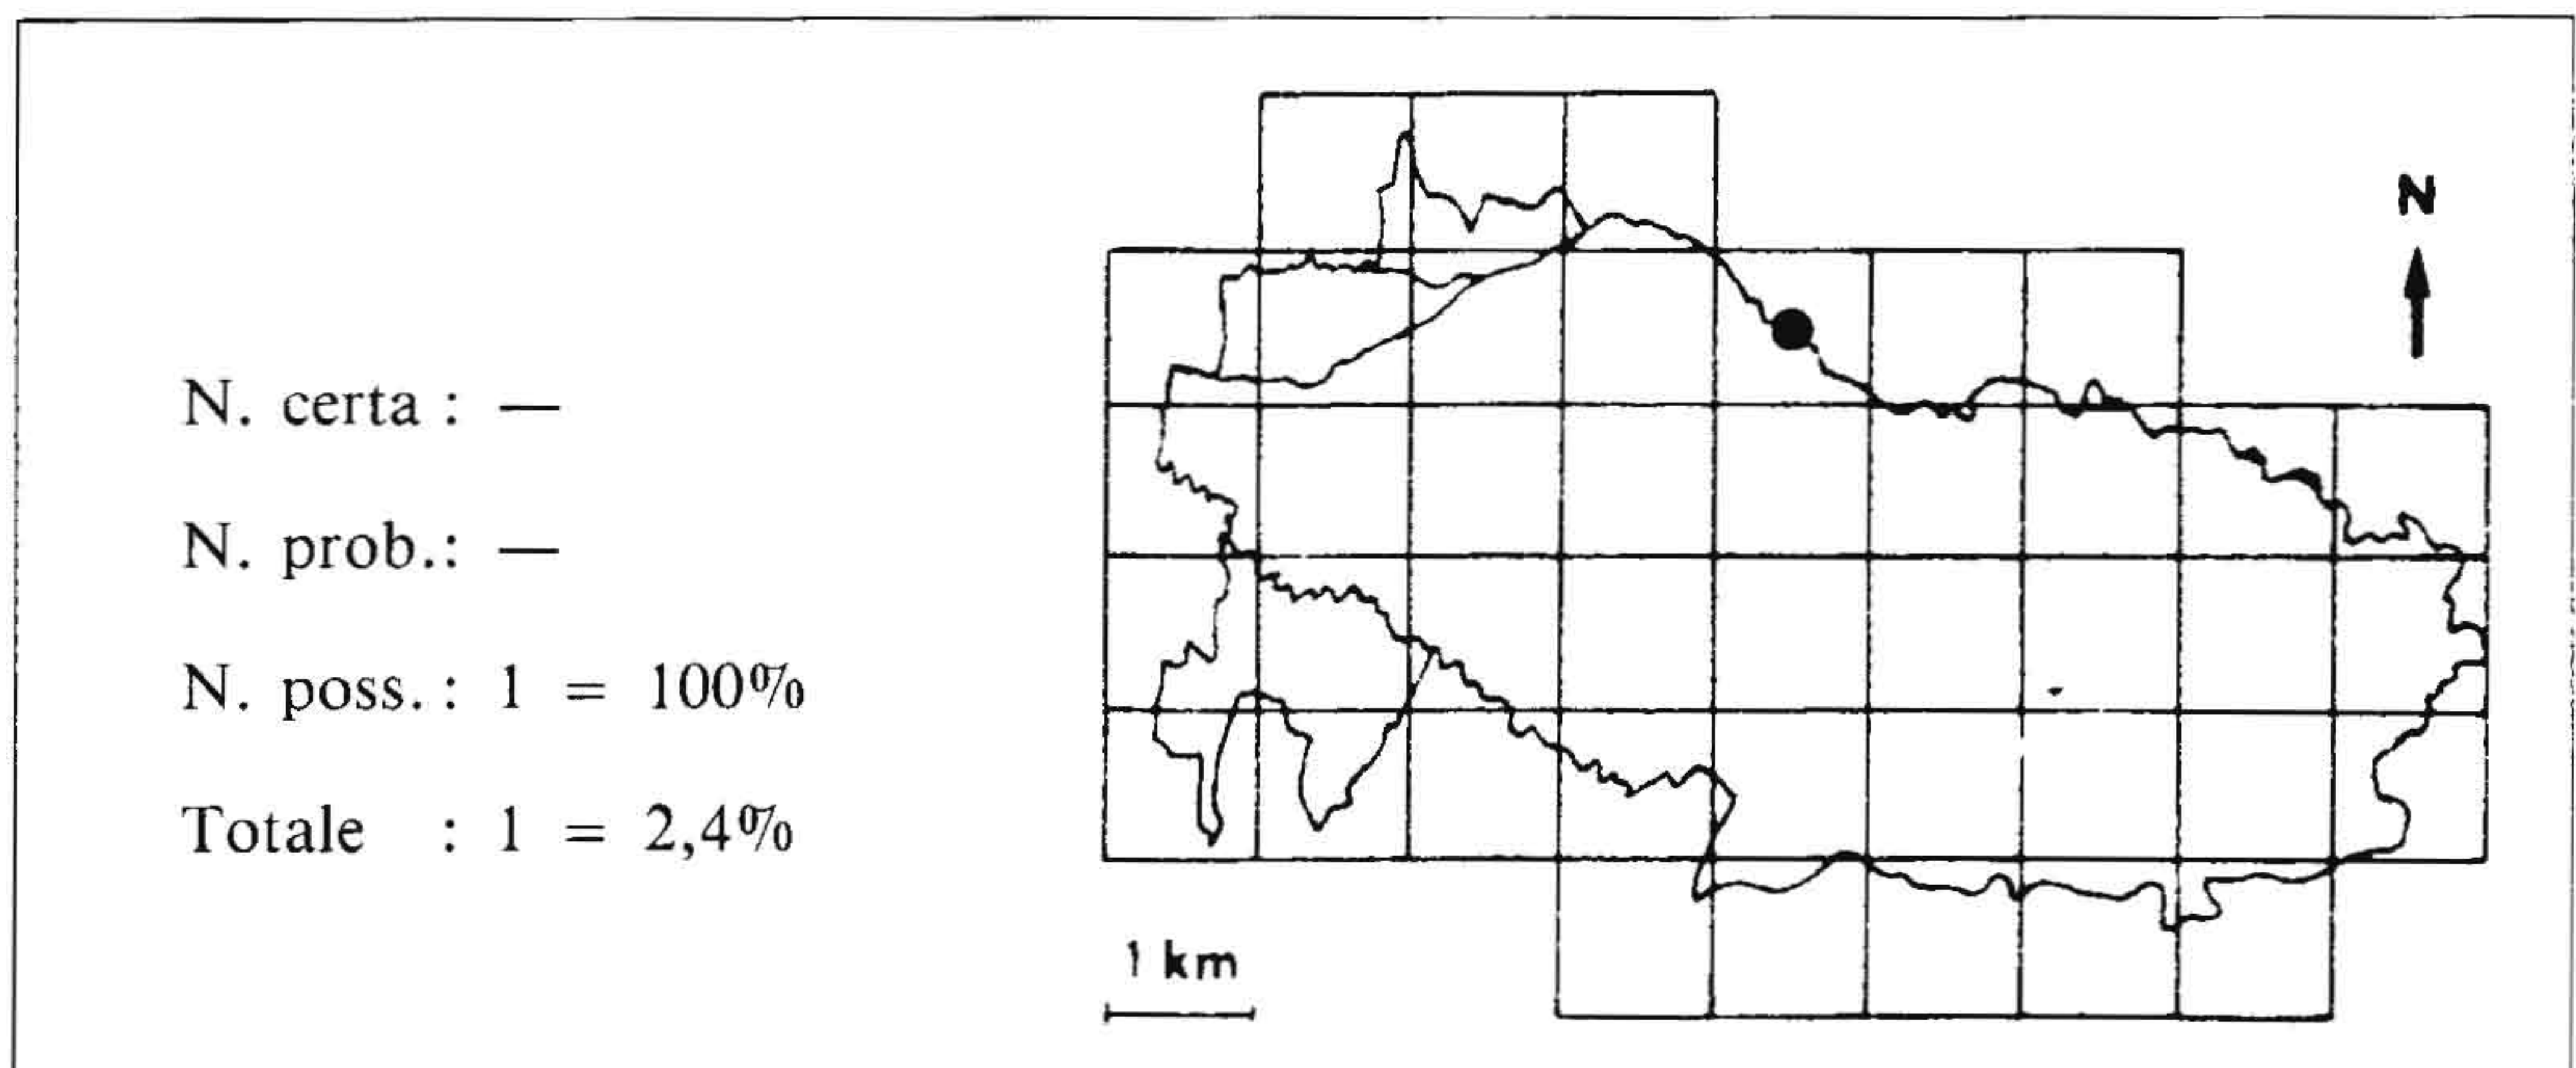 N
N. certa : —
N. prob.: —
N. poss. : 1 = 100%
Totale : 1 = 2,4%
1 km